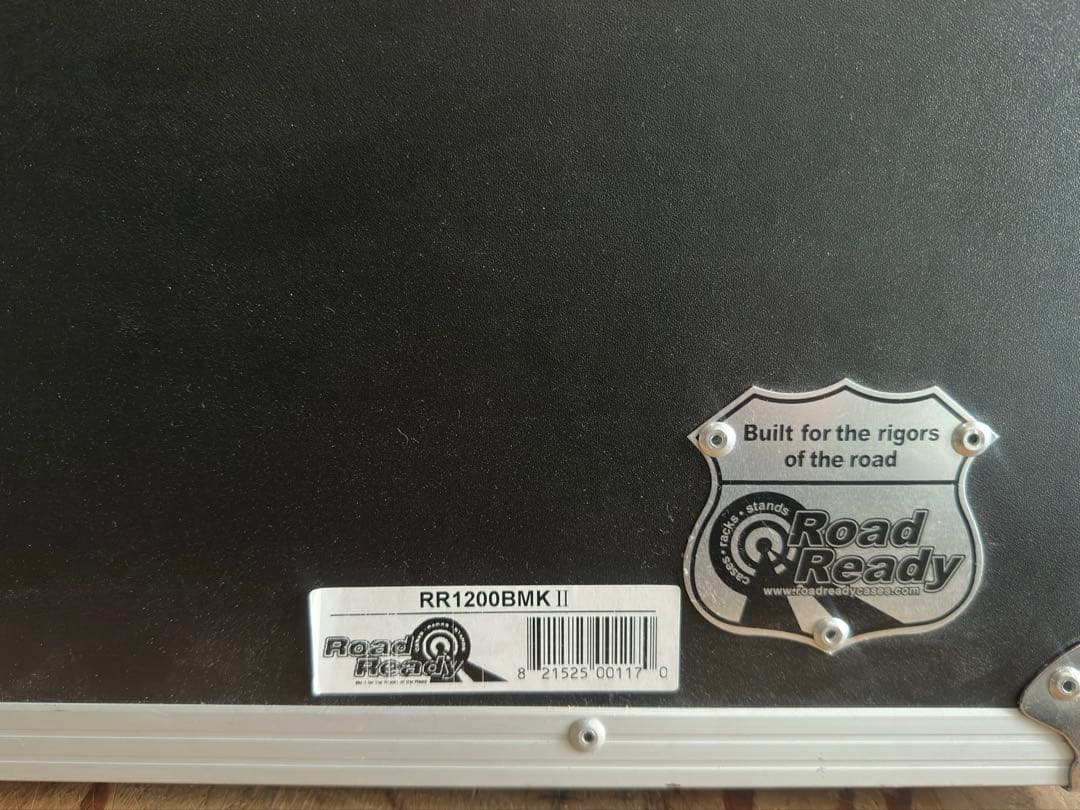 Built for the rigors
of the road
cases • racks • stands
Road
Ready
www.roadreadycases.com
RR1200BMK II
Road
Ready
8 21525 00117 0